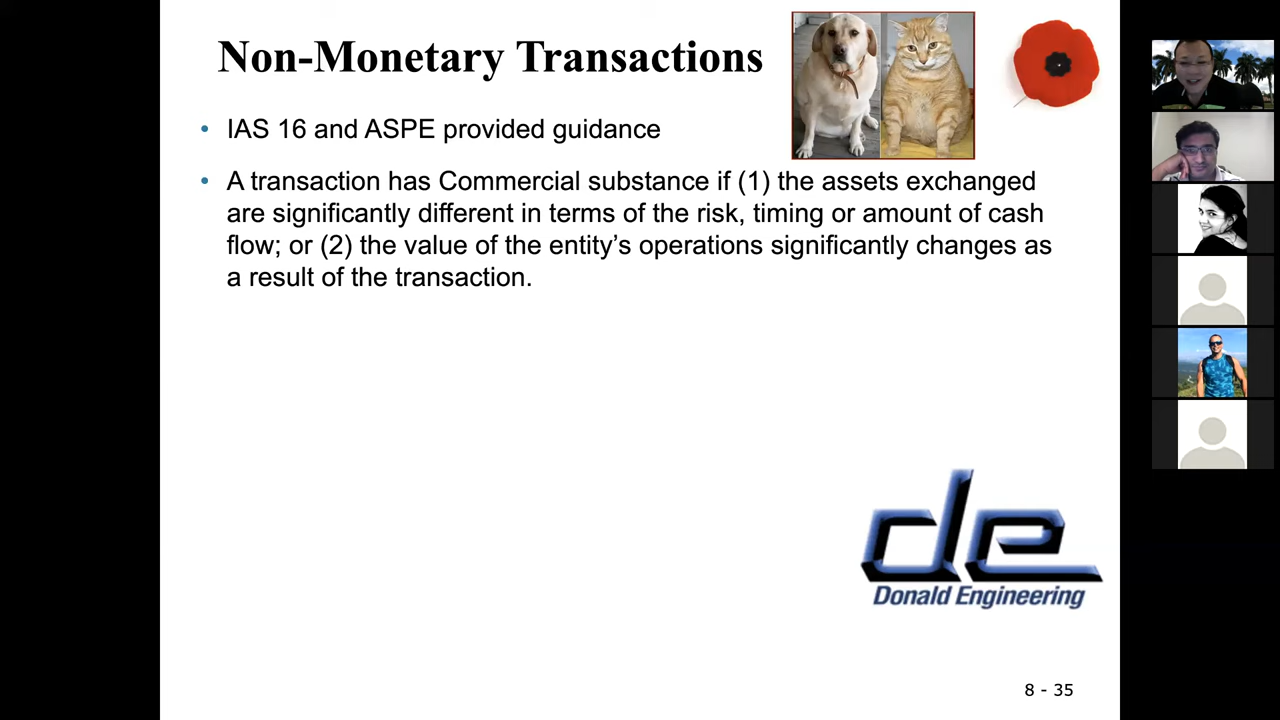 Non-Monetary Transactions
• IAS 16 and ASPE provided guidance
• A transaction has Commercial substance if (1) the assets exchanged
are significantly different in terms of the risk, timing or amount of cash
flow; or (2) the value of the entity’s operations significantly changes as
a result of the transaction.
de
Donald Engineering
8 - 35